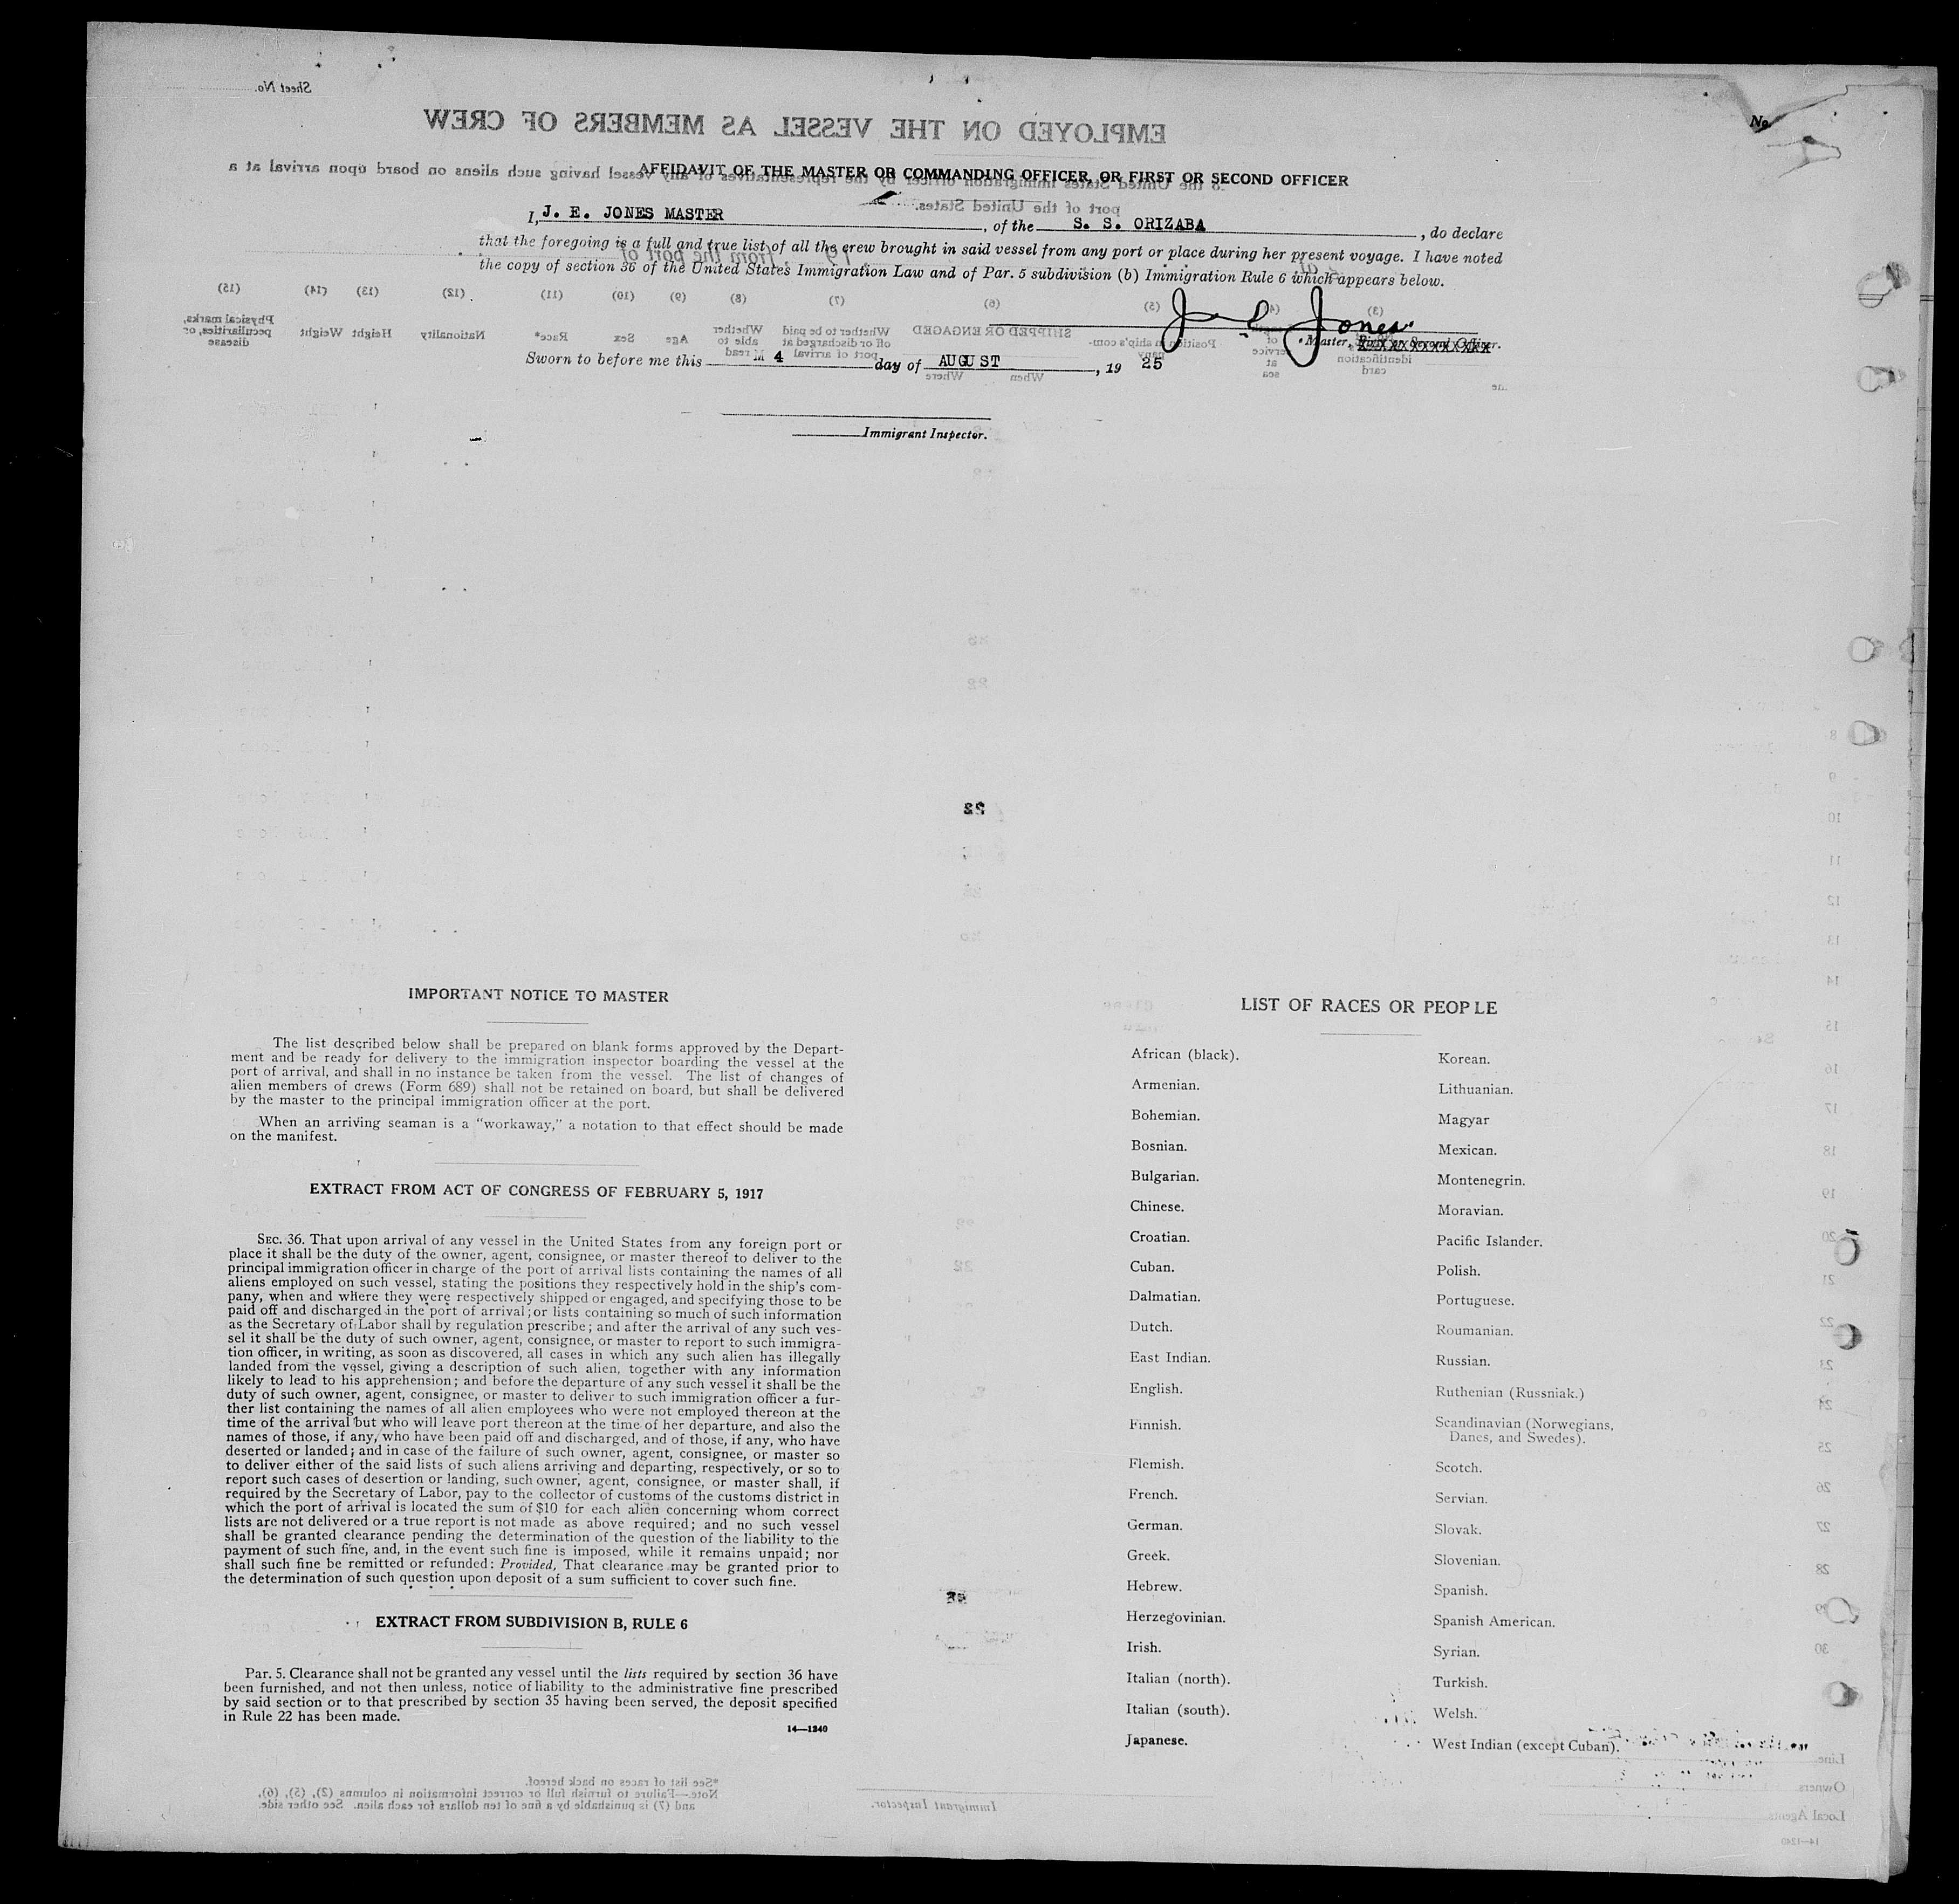 No.
AFFIDAVIT OF THE MASTER OR COMMANDING OFFICER, OR FIRST OR SECOND OFFICER
I, J. E. JONES MASTER, of the S. S. ORIZABA, do declare
that the foregoing is a full and true list of all the crew brought in said vessel from any port or place during her present voyage. I have noted
the copy of section 36 of the United States Immigration Law and of Par. 5 subdivision (b) Immigration Rule 6 which appears below.
J E Jones
Master, First or Second Officer.
Sworn to before me this 4 day of AUGUST, 19 25
Immigrant Inspector.
IMPORTANT NOTICE TO MASTER
The list described below shall be prepared on blank forms approved by the Depart-
ment and be ready for delivery to the immigration inspector boarding the vessel at the
port of arrival, and shall in no instance be taken from the vessel. The list of changes of
alien members of crews (Form 689) shall not be retained on board, but shall be delivered
by the master to the principal immigration officer at the port.
When an arriving seaman is a "workaway," a notation to that effect should be made
on the manifest.
EXTRACT FROM ACT OF CONGRESS OF FEBRUARY 5, 1917
SEC. 36. That upon arrival of any vessel in the United States from any foreign port or
place it shall be the duty of the owner, agent, consignee, or master thereof to deliver to the
principal immigration officer in charge of the port of arrival lists containing the names of all
aliens employed on such vessel, stating the positions they respectively hold in the ship's com-
pany, when and where they were respectively shipped or engaged, and specifying those to be
paid off and discharged in the port of arrival; or lists containing so much of such information
as the Secretary of Labor shall by regulation prescribe; and after the arrival of any such ves-
sel it shall be the duty of such owner, agent, consignee, or master to report to such immigra-
tion officer, in writing, as soon as discovered, all cases in which any such alien has illegally
landed from the vessel, giving a description of such alien, together with any information
likely to lead to his apprehension; and before the departure of any such vessel it shall be the
duty of such owner, agent, consignee, or master to deliver to such immigration officer a fur-
ther list containing the names of all alien employees who were not employed thereon at the
time of the arrival but who will leave port thereon at the time of her departure, and also the
names of those, if any, who have been paid off and discharged, and of those, if any, who have
deserted or landed; and in case of the failure of such owner, agent, consignee, or master so
to deliver either of the said lists of such aliens arriving and departing, respectively, or so to
report such cases of desertion or landing, such owner, agent, consignee, or master shall, if
required by the Secretary of Labor, pay to the collector of customs of the customs district in
which the port of arrival is located the sum of $10 for each alien concerning whom correct
lists are not delivered or a true report is not made as above required; and no such vessel
shall be granted clearance pending the determination of the question of the liability to the
payment of such fine, and, in the event such fine is imposed, while it remains unpaid; nor
shall such fine be remitted or refunded: Provided, That clearance may be granted prior to
the determination of such question upon deposit of a sum sufficient to cover such fine.
EXTRACT FROM SUBDIVISION B, RULE 6
Par. 5. Clearance shall not be granted any vessel until the lists required by section 36 have
been furnished, and not then unless, notice of liability to the administrative fine prescribed
by said section or to that prescribed by section 35 having been served, the deposit specified
in Rule 22 has been made.
14—1240
LIST OF RACES OR PEOPLE
African (black).
Armenian.
Bohemian.
Bosnian.
Bulgarian.
Chinese.
Croatian.
Cuban.
Dalmatian.
Dutch.
East Indian.
English.
Finnish.
Flemish.
French.
German.
Greek.
Hebrew.
Herzegovinian.
Irish.
Italian (north).
Italian (south).
Japanese.
Korean.
Lithuanian.
Magyar
Mexican.
Montenegrin.
Moravian.
Pacific Islander.
Polish.
Portuguese.
Roumanian.
Russian.
Ruthenian (Russniak.)
Scandinavian (Norwegians,
Danes, and Swedes).
Scotch.
Servian.
Slovak.
Slovenian.
Spanish.
Spanish American.
Syrian.
Turkish.
Welsh.
West Indian (except Cuban).